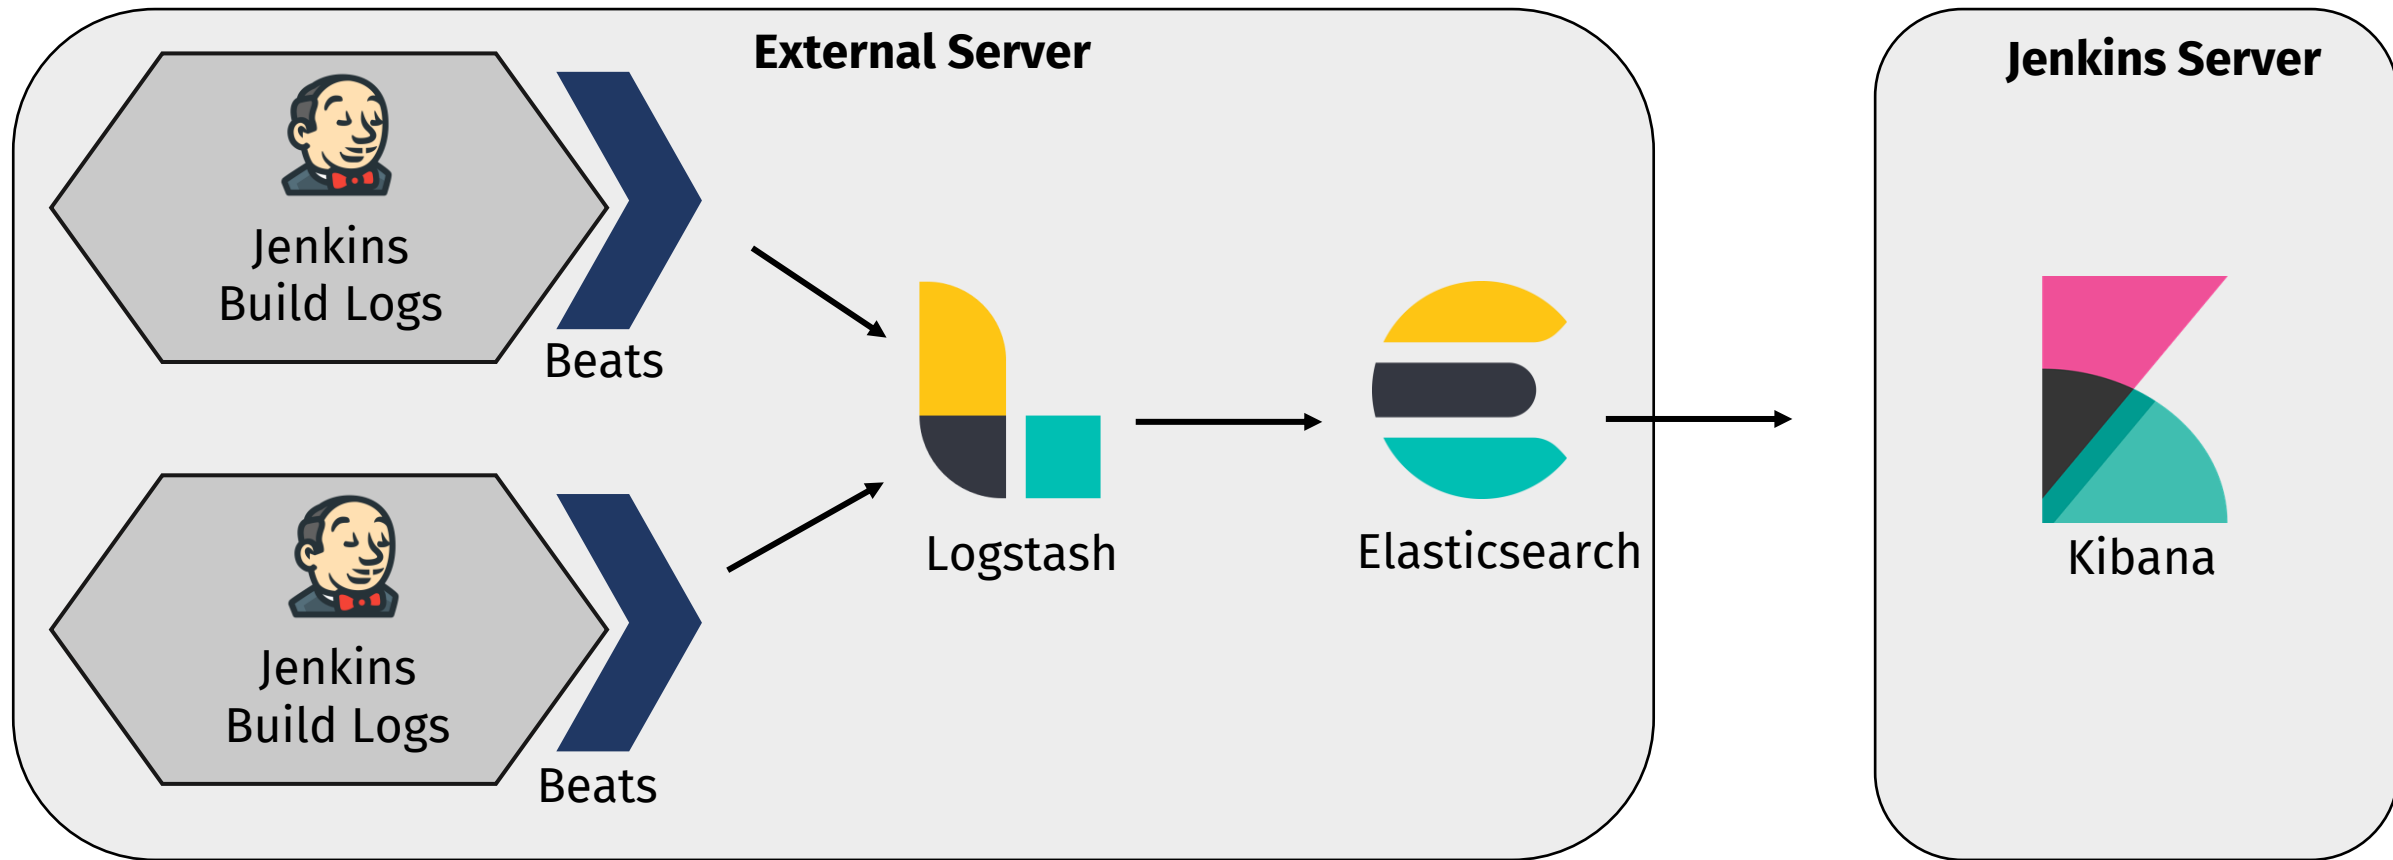 External Server
Jenkins Server
Jenkins
Build Logs
Beats
Jenkins
Build Logs
Beats
Logstash
Elasticsearch
Kibana